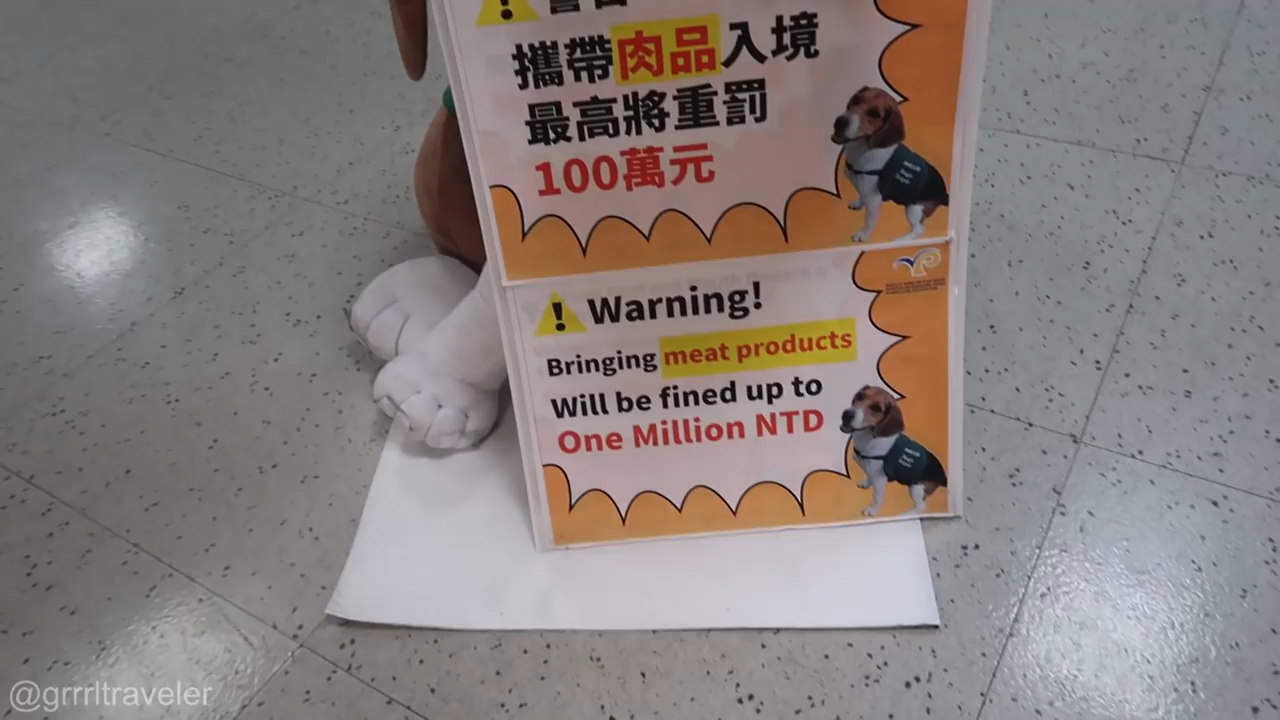 攜帶肉品入境
最高將重罰
100萬元
Warning!
Bringing meat products
Will be fined up to
One Million NTD
@grrrltraveler